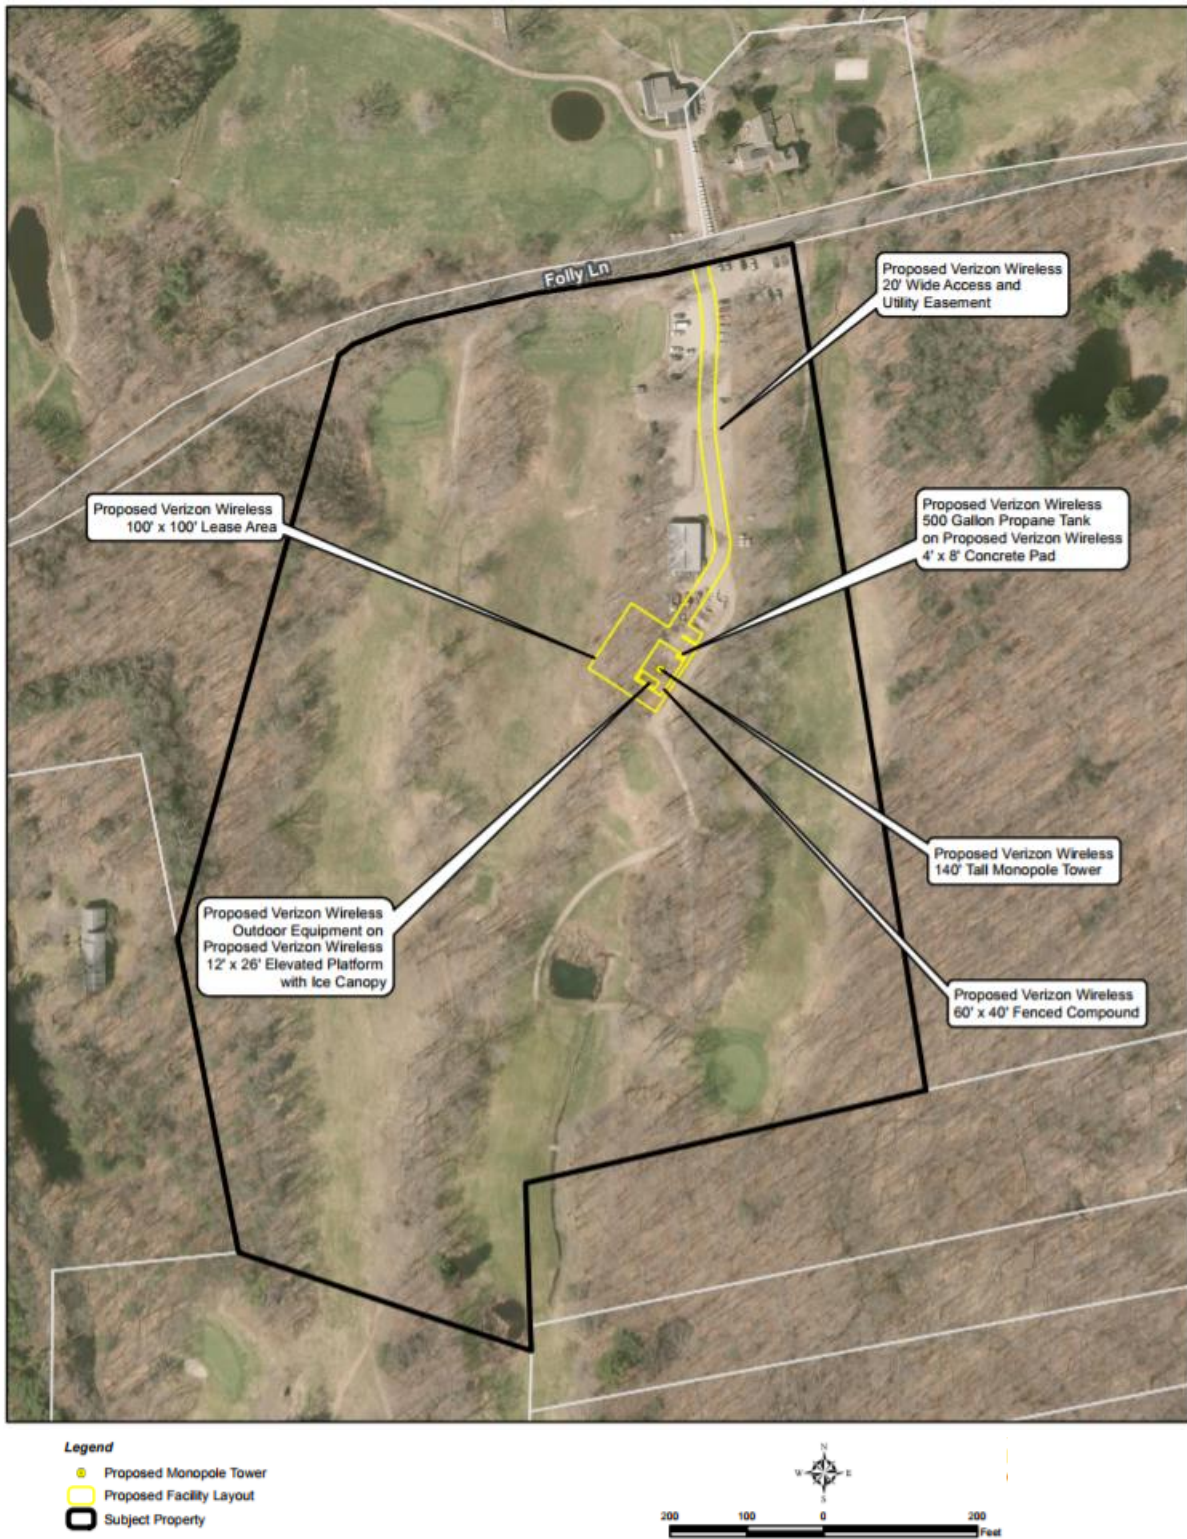 Folly Ln
Proposed Verizon Wireless
20' Wide Access and
Utility Easement
Proposed Verizon Wireless
100' x 100' Lease Area
Proposed Verizon Wireless
500 Gallon Propane Tank
on Proposed Verizon Wireless
4' x 8' Concrete Pad
Proposed Verizon Wireless
140' Tall Monopole Tower
Proposed Verizon Wireless
Outdoor Equipment on
Proposed Verizon Wireless
12' x 26' Elevated Platform
with Ice Canopy
Proposed Verizon Wireless
60' x 40' Fenced Compound
Legend
Proposed Monopole Tower
Proposed Facility Layout
Subject Property
N
W E
S
200 100 0 200
Feet